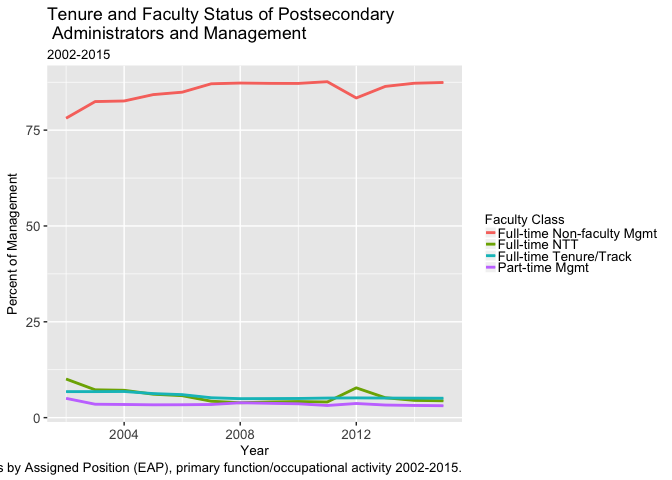 Tenure and Faculty Status of Postsecondary
Administrators and Management
2002-2015
75
50
25
0
Percent of Management
2004
2008
2012
Year
Faculty Class
Full-time Non-faculty Mgmt
Full-time NTT
Full-time Tenure/Track
Part-time Mgmt
s by Assigned Position (EAP), primary function/occupational activity 2002-2015.